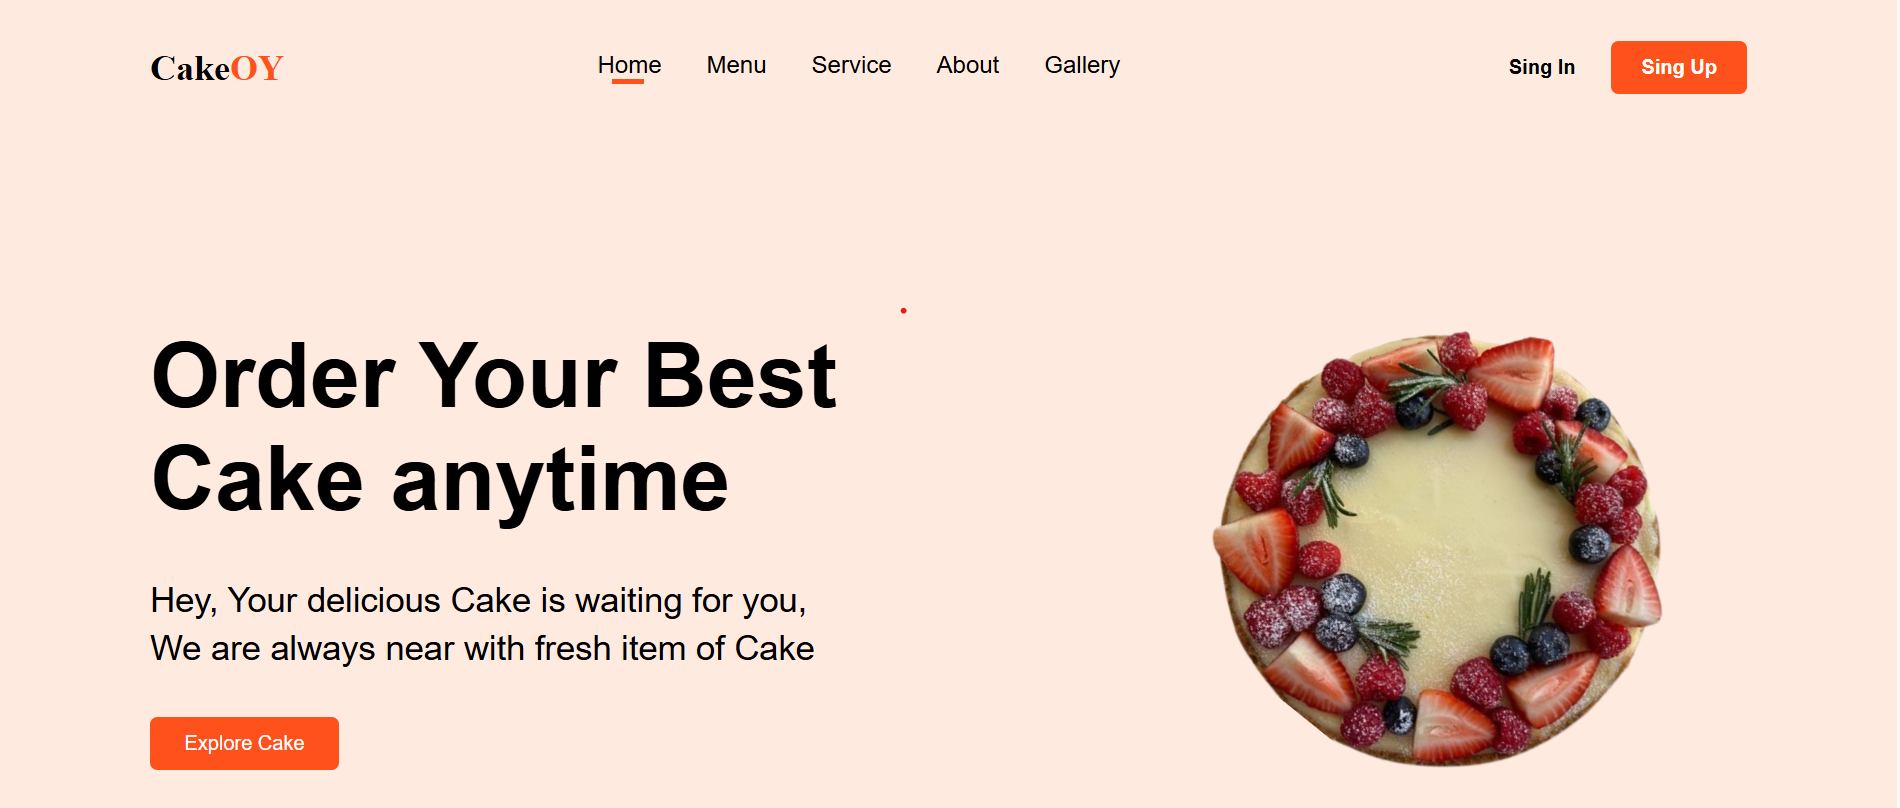 CakeOY
Home Menu Service About Gallery
Sing In Sing Up
Order Your Best
Cake anytime
Hey, Your delicious Cake is waiting for you,
We are always near with fresh item of Cake
Explore Cake